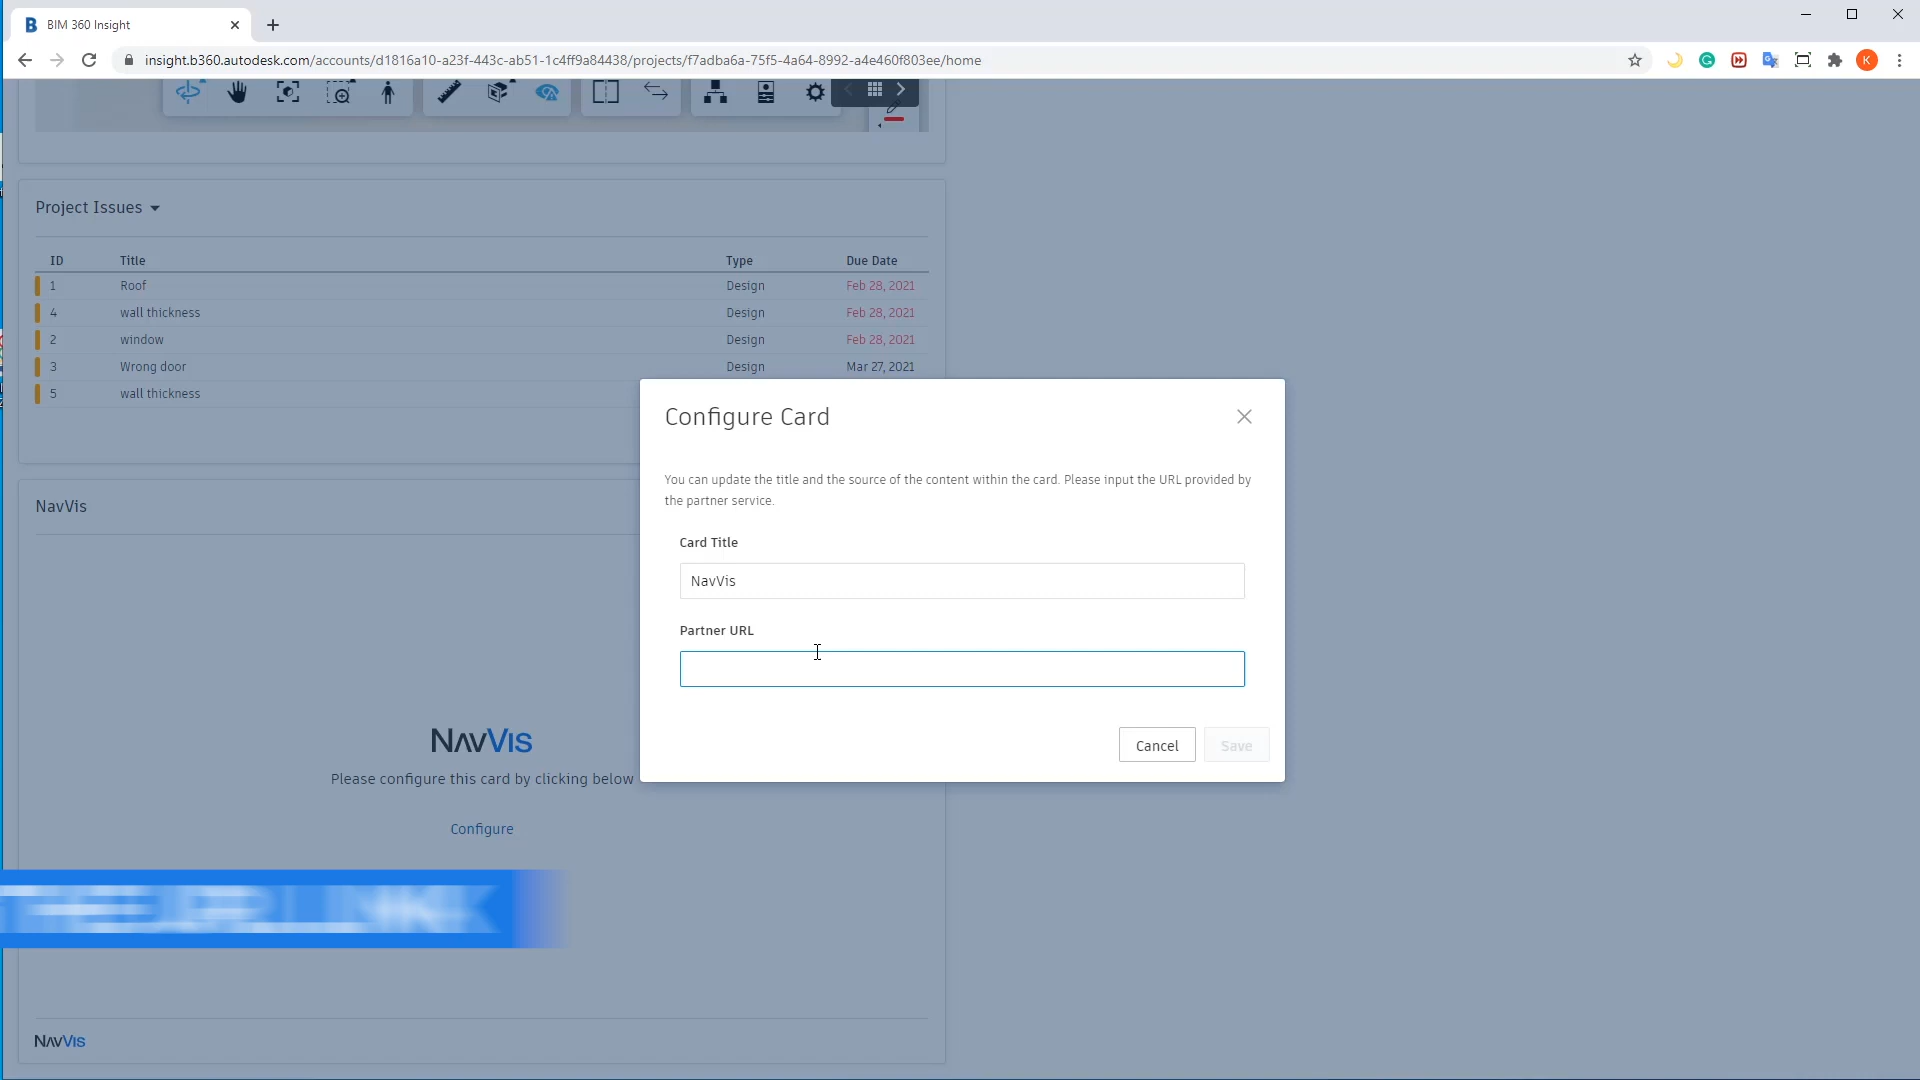 BIM 360 Insight
insight.b360.autodesk.com/accounts/d1816a10-a23f-443c-ab51-1c4ff9a84438/projects/f7adba6a-75f5-4a64-8992-a4e460f803ee/home
K
Project Issues
ID Title Type Due Date
1 Roof Design Feb 28, 2021
4 wall thickness Design Feb 28, 2021
2 window Design Feb 28, 2021
3 Wrong door Design Mar 27, 2021
5 wall thickness
Configure Card
You can update the title and the source of the content within the card. Please input the URL provided by
the partner service.
Card Title
NavVis
Partner URL
Cancel Save
NavVis
NAVVIS
Please configure this card by clicking below
Configure
LINK
NAVVIS